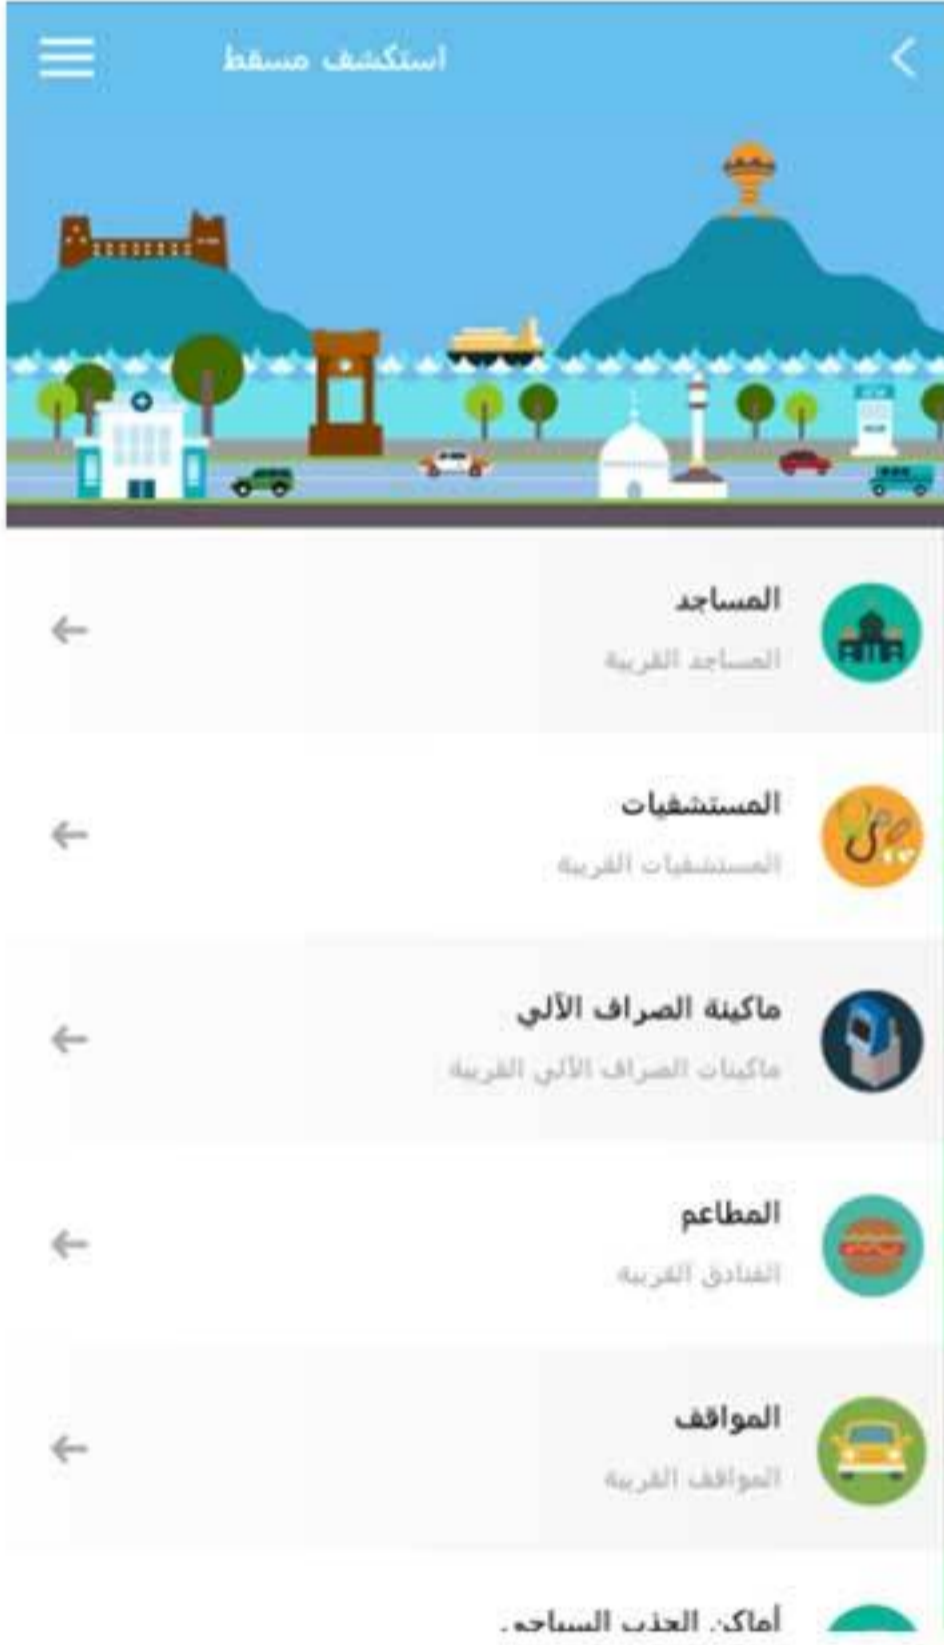 استكشف مسقط
المساجد
المساجد القريبة
المستشفيات
المستشفيات القريبة
ماكينة الصراف الآلي
ماكينات الصراف الآلي القريبة
المطاعم
الفنادق القريبة
المواقف
المواقف القريبة
أماكن الجذب السياحي